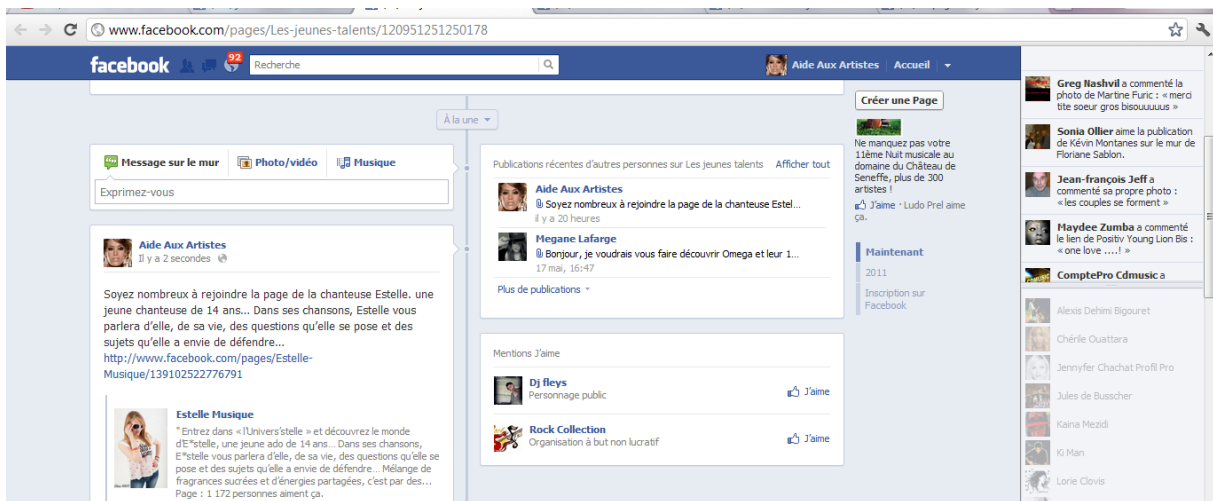 www.facebook.com/pages/Les-jeunes-talents/120951251250178
facebook
92
Recherche
Aide Aux Artistes
Accueil
À la une
Message sur le mur
Photo/vidéo
Musique
Exprimez-vous
Aide Aux Artistes
Il y a 2 secondes
Soyez nombreux à rejoindre la page de la chanteuse Estelle. une
jeune chanteuse de 14 ans... Dans ses chansons, Estelle vous
parlera d'elle, de sa vie, des questions qu'elle se pose et des
sujets qu'elle a envie de défendre...
http://www.facebook.com/pages/Estelle-
Musique/139102522776791
Estelle Musique
"Entrez dans « l'Univers'stelle » et découvrez le monde
d'E*stelle, une jeune ado de 14 ans... Dans ses chansons,
E*stelle vous parlera d'elle, de sa vie, des questions qu'elle se
pose et des sujets qu'elle a envie de défendre... Mélange de
fragrances sucrées et d'énergies partagées, c'est par des...
Page : 1 172 personnes aiment ça.
Publications récentes d'autres personnes sur Les jeunes talents
Afficher tout
Aide Aux Artistes
Soyez nombreux à rejoindre la page de la chanteuse Estel...
il y a 20 heures
Megane Lafarge
Bonjour, je voudrais vous faire découvrir Omega et leur 1...
17 mai, 16:47
Plus de publications
Mentions J'aime
Dj fleys
Personnage public
J'aime
Rock Collection
Organisation à but non lucratif
J'aime
Créer une Page
Ne manquez pas votre
11ème Nuit musicale au
domaine du Château de
Seneffe, plus de 300
artistes !
J'aime · Ludo Prel aime
ça.
Maintenant
2011
Inscription sur
Facebook
Greg Nashvil a commenté la
photo de Martine Furic : « merci
tite soeur gros bisouuuuus »
Sonia Ollier aime la publication
de Kévin Montanes sur le mur de
Floriane Sablon.
Jean-françois Jeff a
commenté sa propre photo :
« les couples se forment »
Maydee Zumba a commenté
le lien de Positiv Young Lion Bis :
« one love ....! »
ComptePro Cdmusic a
Alexis Dehimi Bigouret
Chérile Ouattara
Jennyfer Chachat Profil Pro
Jules de Busscher
Kaina Mezidi
Ki Man
Lorie Clovis